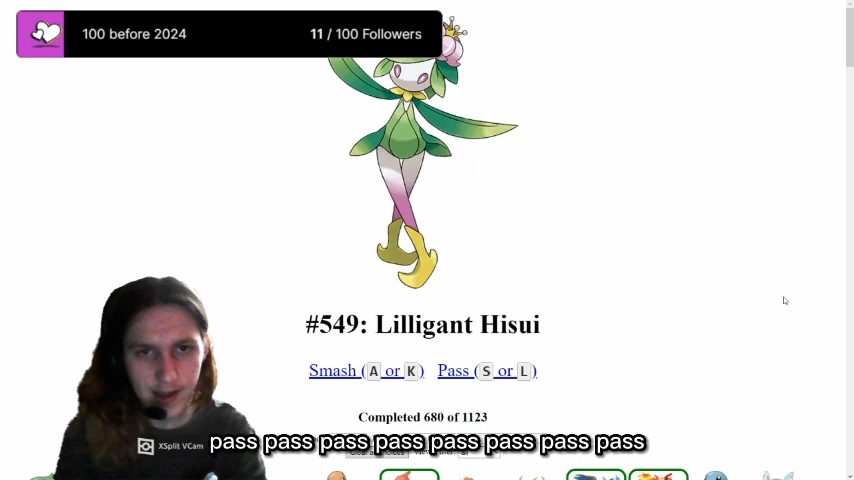 100 before 2024
11 / 100 Followers
#549: Lilligant Hisui
Smash (A or K) Pass (S or L)
Completed 680 of 1123
XSplit VCam
pass pass pass pass pass pass pass pass